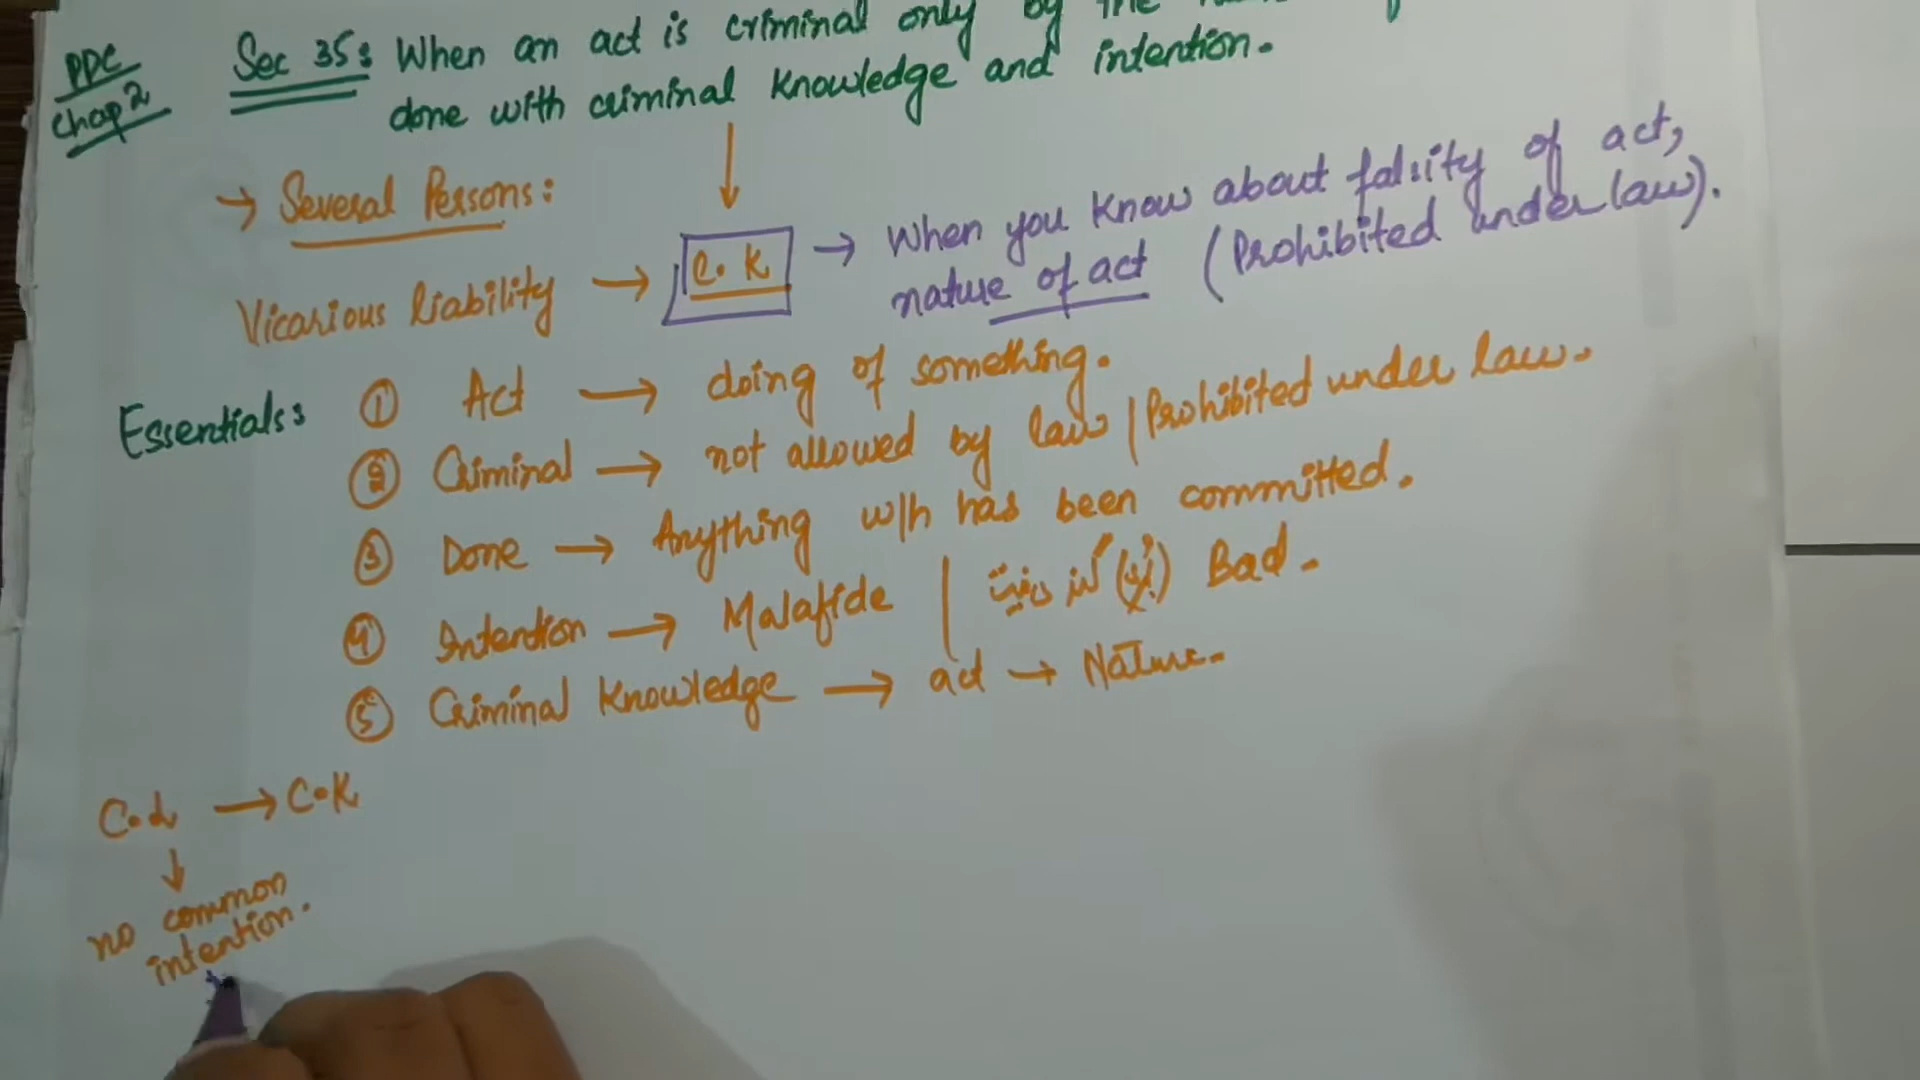 PPC
Chap 2
Sec 35: When an act is criminal only by the
done with criminal knowledge and intention.
→ Several Persons:
Vicarious liability → C.K → When you know about falsity of act,
nature of act (Prohibited under law).
Essentials:
① Act → doing of something.
② Criminal → not allowed by law | Prohibited under law.
③ Done → Anything w/h has been committed.
④ Intention → Malafide | Bad.
⑤ Criminal knowledge → act → Nature.
→ C.K
↓
no common
intention.